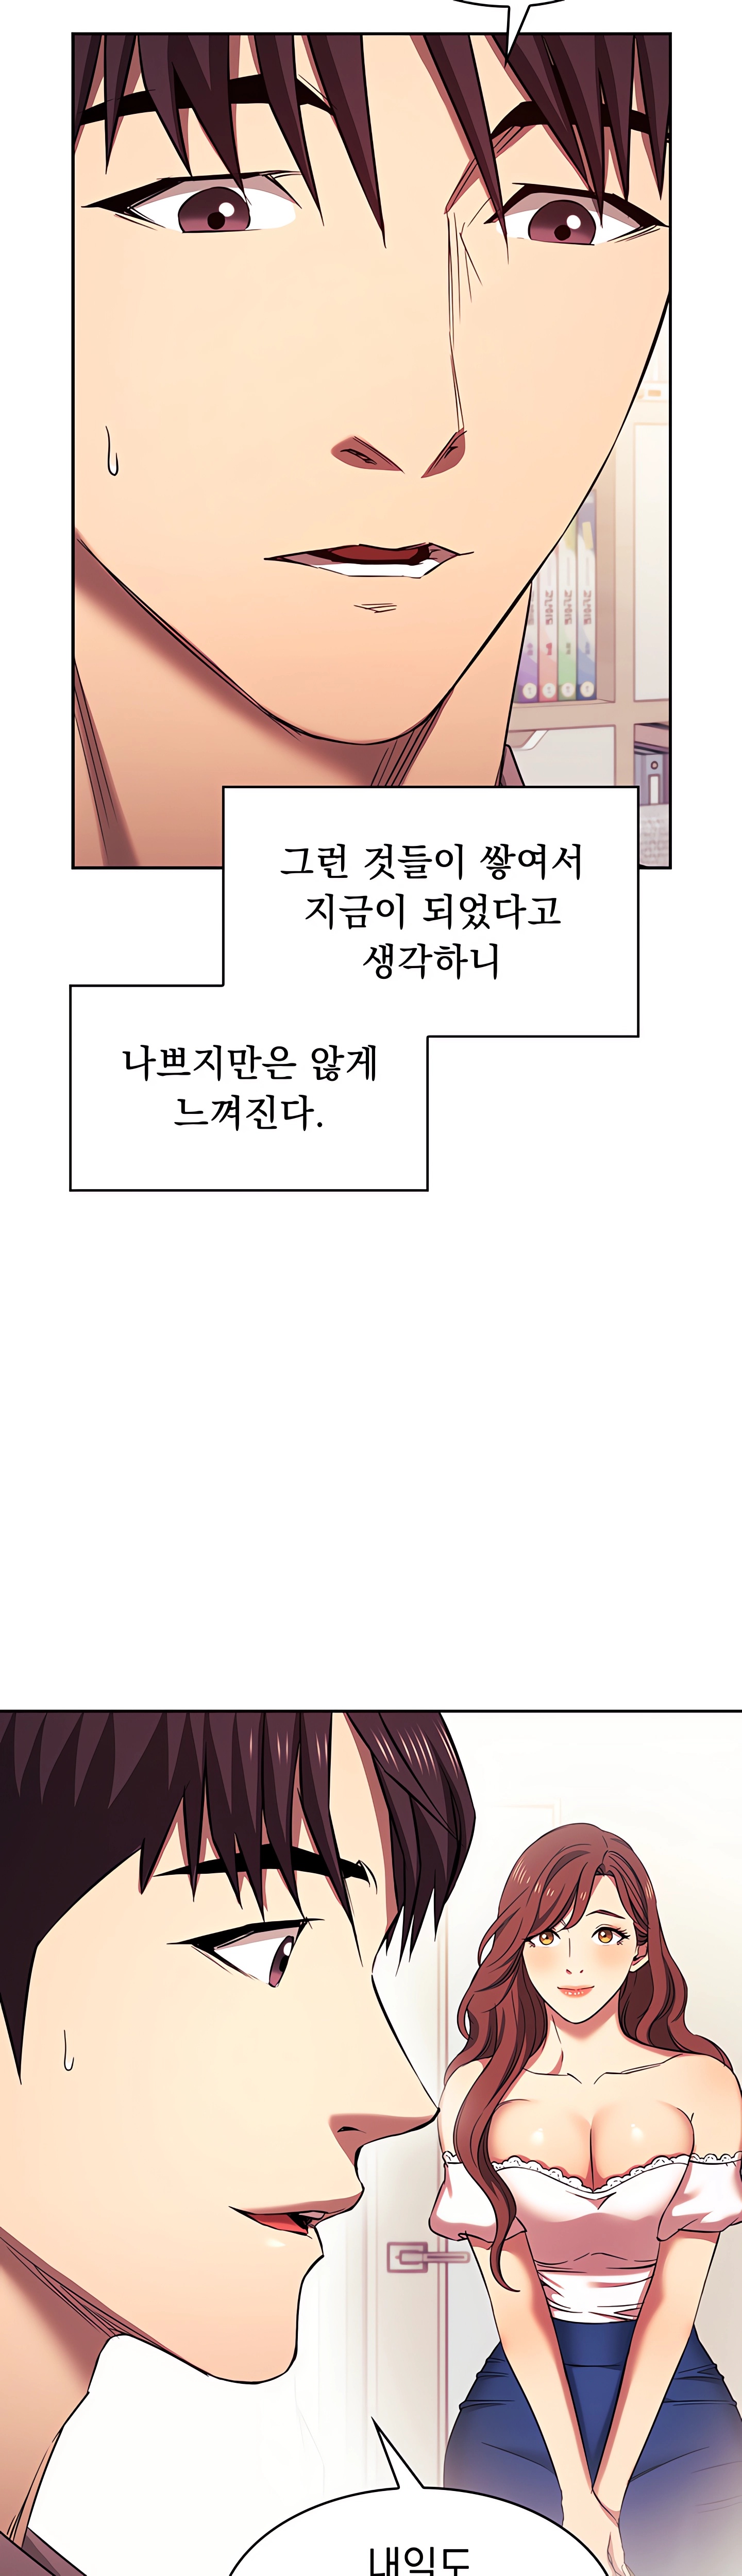 그런 것들이 쌓여서
지금이 되었다고
생각하니
나쁘지만은 않게
느껴진다.
내일도